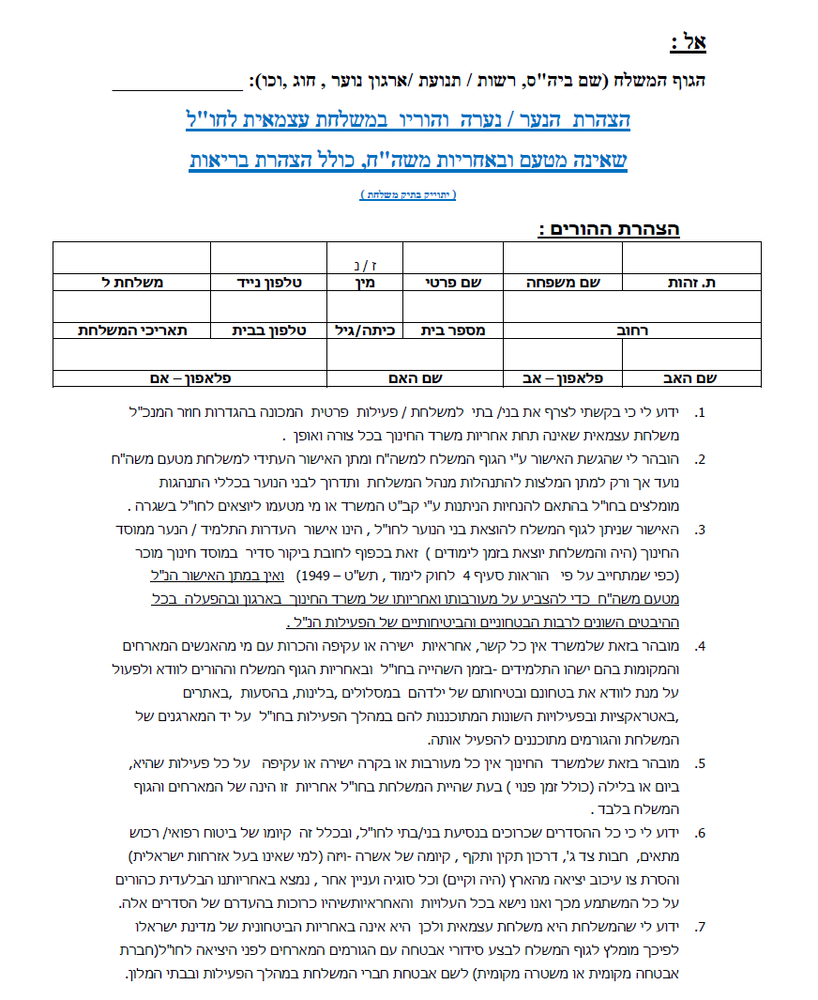 אל :
הגוף המשלח (שם ביה"ס, רשות / תנועת /ארגון נוער , חוג ,וכו): ______________
הצהרת הנער / נערה והוריו במשלחת עצמאית לחו"ל
שאינה מטעם ובאחריות משה"ח, כולל הצהרת בריאות
( יתוייק בתיק משלחת )
הצהרת ההורים :
ז / נ
ת. זהות שם משפחה שם פרטי מין טלפון נייד משלחת ל
רחוב מספר בית כיתה/גיל טלפון בבית תאריכי המשלחת
שם האב פלאפון – אב שם האם פלאפון – אם
1. ידוע לי כי בקשתי לצרף את בני/ בתי למשלחת / פעילות פרטית המכונה בהגדרות חוזר המנכ"ל
משלחת עצמאית שאינה תחת אחריות משרד החינוך בכל צורה ואופן .
2. הובהר לי שהגשת האישור ע"י הגוף המשלח למשה"ח ומתן האישור העתידי למשלחת מטעם משה"ח
נועד אך ורק למתן המלצות להתנהלות מנהל המשלחת ותדרוך לבני הנוער בכללי התנהגות
מומלצים בחו"ל בהתאם להנחיות הניתנות ע"י קב"ט המשרד או מי מטעמו ליוצאים לחו"ל בשגרה .
3. האישור שניתן לגוף המשלח להוצאת בני הנוער לחו"ל , הינו אישור העדרות התלמיד / הנער ממוסד
החינוך (היה והמשלחת יוצאת בזמן לימודים ) זאת בכפוף לחובת ביקור סדיר במוסד חינוך מוכר
(כפי שמתחייב על פי הוראות סעיף 4 לחוק לימוד , תש"ט – 1949) ואין במתן האישור הנ"ל
מטעם משה"ח כדי להצביע על מעורבותו ואחריותו של משרד החינוך בארגון ובהפעלה בכל
ההיבטים השונים לרבות הבטחוניים והביטיחותיים של הפעילות הנ"ל .
4. מובהר בזאת שלמשרד אין כל קשר, אחראיות ישירה או עקיפה והכרות עם מי מהאנשים המארחים
והמקומות בהם ישהו התלמידים -בזמן השהייה בחו"ל ובאחריות הגוף המשלח וההורים לוודא ולפעול
על מנת לוודא את בטחונם ובטיחותם של ילדהם במסלולים ,בלינות, בהסעות ,באתרים
,באטראקציות ובפעילויות השונות המתוכננות להם במהלך הפעילות בחו"ל על יד המארגנים של
המשלחת והגורמים מתוכננים להפעיל אותה.
5. מובהר בזאת שלמשרד החינוך אין כל מעורבות או בקרה ישירה או עקיפה על כל פעילות שהיא,
ביום או בלילה (כולל זמן פנוי ) בעת שהיית המשלחת בחו"ל אחריות זו הינה של המארחים והגוף
המשלח בלבד .
6. ידוע לי כי כל ההסדרים שכרוכים בנסיעת בני/בתי לחו"ל, ובכלל זה קיומו של ביטוח רפואי/ רכוש
מתאים, חבות צד ג', דרכון תקין ותקף , קיומה של אשרה -ויזה (למי שאינו בעל אזרחות ישראלית)
והסרת צו עיכוב יציאה מהארץ (היה וקיים) וכל סוגיה ועניין אחר , נמצא באחריותנו הבלעדית כהורים
על כל המשתמע מכך ואנו נישא בכל העלויות והאחראיותשיהיו כרוכות בהעדרם של הסדרים אלה.
7. ידוע לי שהמשלחת היא משלחת עצמאית ולכן היא אינה באחריות הביטחונית של מדינת ישראלו
לפיכך מומלץ לגוף המשלח לבצע סידורי אבטחה עם הגורמים המארחים לפני היציאה לחו"ל(חברת
אבטחה מקומית או משטרה מקומית) לשם אבטחת חברי המשלחת במהלך הפעילות ובבתי המלון.